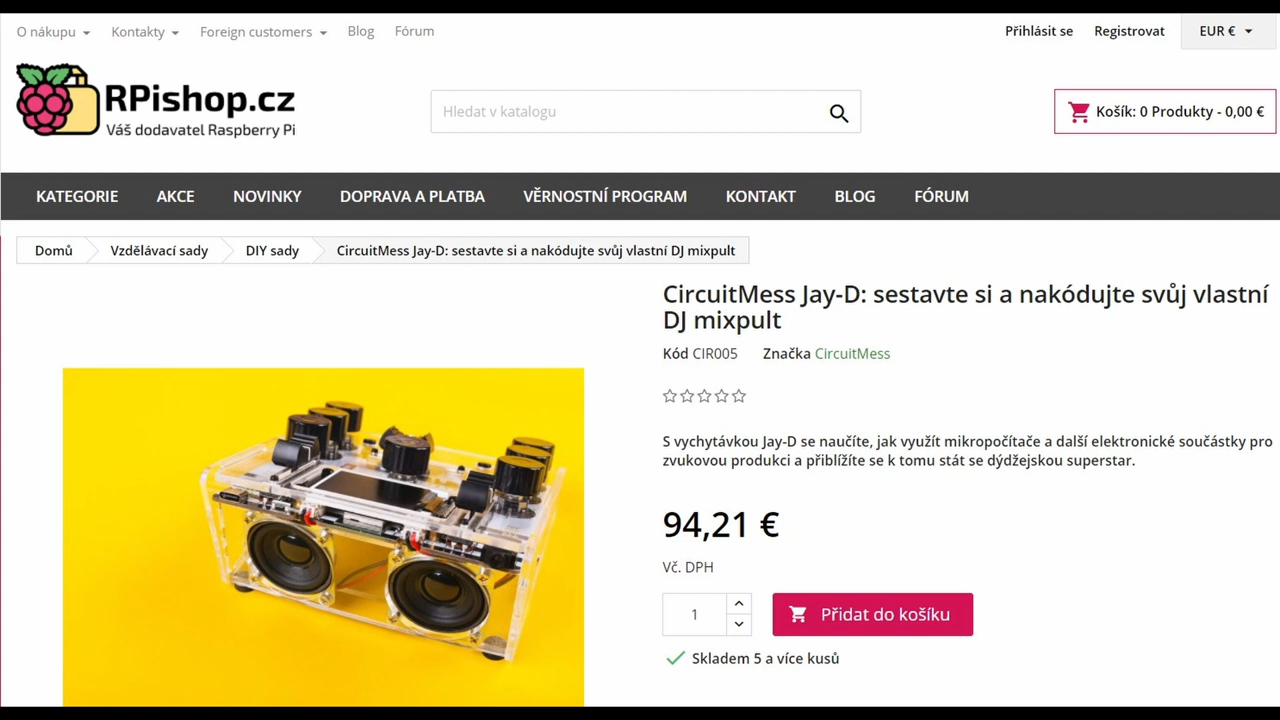 O nákupu
Kontakty
Foreign customers
Blog
Fórum
Přihlásit se
Registrovat
EUR €
RPishop.cz
Váš dodavatel Raspberry Pi
Hledat v katalogu
Košík: 0 Produkty - 0,00 €
KATEGORIE
AKCE
NOVINKY
DOPRAVA A PLATBA
VĚRNOSTNÍ PROGRAM
KONTAKT
BLOG
FÓRUM
Domů
Vzdělávací sady
DIY sady
CircuitMess Jay-D: sestavte si a nakódujte svůj vlastní DJ mixpult
CircuitMess Jay-D: sestavte si a nakódujte svůj vlastní
DJ mixpult
Kód CIR005
Značka CircuitMess
S vychytávkou Jay-D se naučíte, jak využít mikropočítače a další elektronické součástky pro
zvukovou produkci a přiblížíte se k tomu stát se dýdžejskou superstar.
94,21 €
Vč. DPH
1
Přidat do košíku
Skladem 5 a více kusů